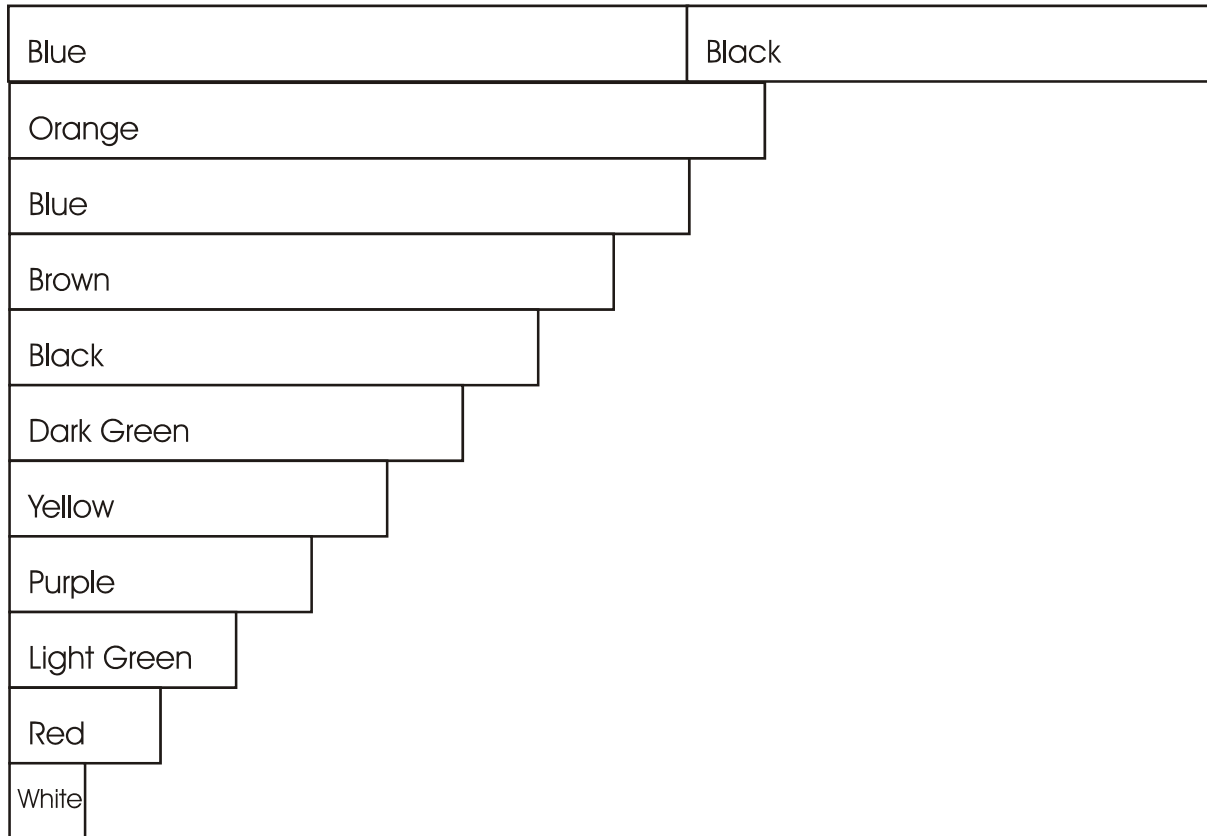 Blue Black
Orange
Blue
Brown
Black
Dark Green
Yellow
Purple
Light Green
Red
White